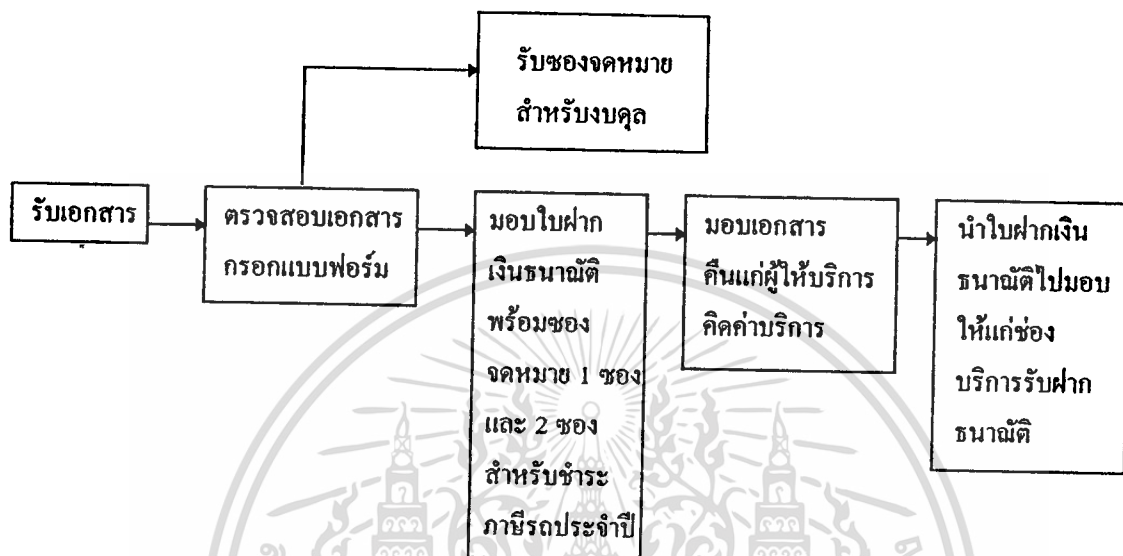 รับซองจดหมาย
สำหรับงบดุล
รับเอกสาร
ตรวจสอบเอกสาร
กรอกแบบฟอร์ม
มอบใบฝาก
เงินธนาณัติ
พร้อมซอง
จดหมาย 1 ซอง
และ 2 ซอง
สำหรับชำระ
ภาษีรถประจำปี
มอบเอกสาร
คืนแก่ผู้ให้บริการ
คิดค่าบริการ
นำใบฝากเงิน
ธนาณัติไปมอบ
ให้แก่ช่อง
บริการรับฝาก
ธนาณัติ